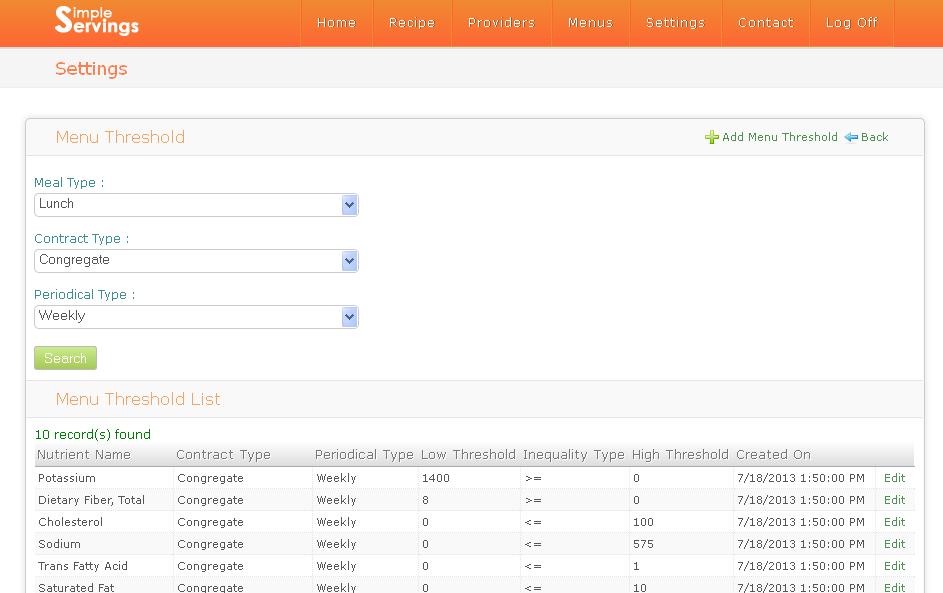 Simple Servings
Home Recipe Providers Menus Settings Contact Log Off
Settings
Menu Threshold Add Menu Threshold Back
Meal Type :
Lunch
Contract Type :
Congregate
Periodical Type :
Weekly
Search
Menu Threshold List
10 record(s) found
Nutrient Name Contract Type Periodical Type Low Threshold Inequality Type High Threshold Created On
Potassium Congregate Weekly 1400 >= 0 7/18/2013 1:50:00 PM Edit
Dietary Fiber, Total Congregate Weekly 8 >= 0 7/18/2013 1:50:00 PM Edit
Cholesterol Congregate Weekly 0 <= 100 7/18/2013 1:50:00 PM Edit
Sodium Congregate Weekly 0 <= 575 7/18/2013 1:50:00 PM Edit
Trans Fatty Acid Congregate Weekly 0 <= 1 7/18/2013 1:50:00 PM Edit
Saturated Fat Congregate Weekly 0 <= 10 7/18/2013 1:50:00 PM Edit